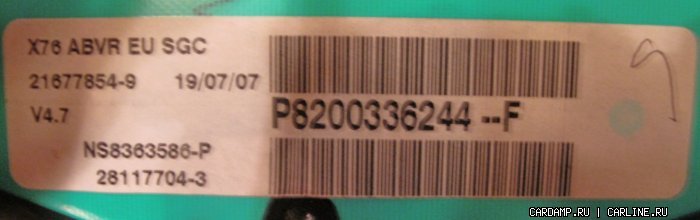 X76 ABVR EU SGC
21677854-9 19/07/07
V4.7
P8200336244 --F
NS8363586-P
28117704-3
CARDAMP.RU | CARLINE.RU